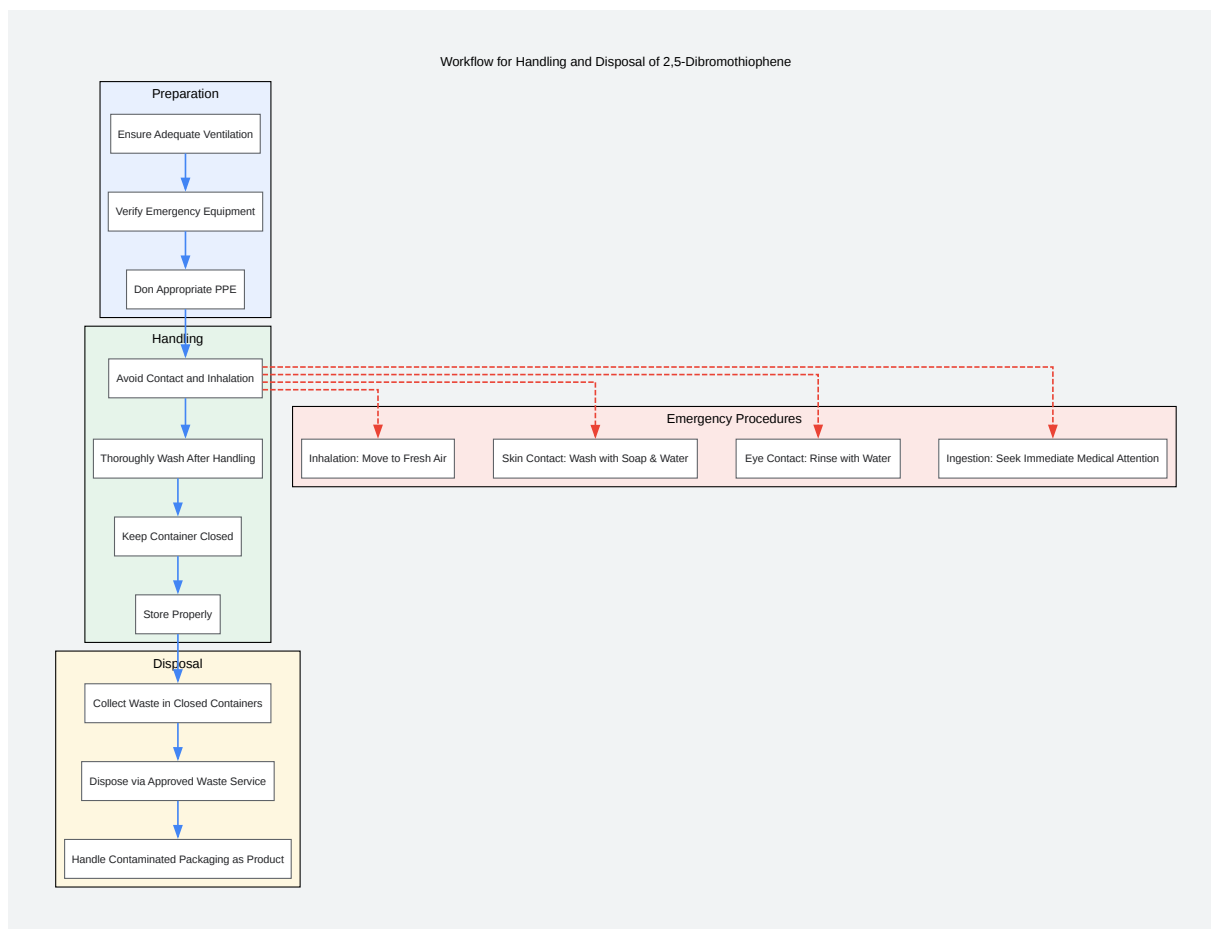 Workflow for Handling and Disposal of 2,5-Dibromothiophene
Preparation
Ensure Adequate Ventilation
Verify Emergency Equipment
Don Appropriate PPE
Handling
Avoid Contact and Inhalation
Thoroughly Wash After Handling
Keep Container Closed
Store Properly
Emergency Procedures
Inhalation: Move to Fresh Air
Skin Contact: Wash with Soap & Water
Eye Contact: Rinse with Water
Ingestion: Seek Immediate Medical Attention
Disposal
Collect Waste in Closed Containers
Dispose via Approved Waste Service
Handle Contaminated Packaging as Product